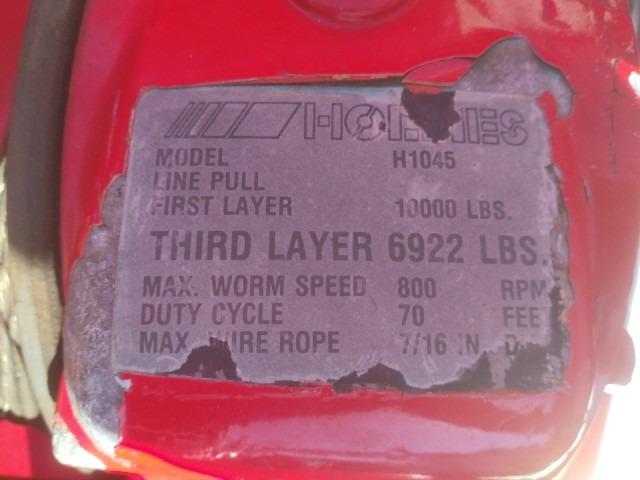 HOLMES
MODEL H1045
LINE PULL
FIRST LAYER 10000 LBS.
THIRD LAYER 6922 LBS.
MAX. WORM SPEED 800 RPM
DUTY CYCLE 70 FEET
MAX. WIRE ROPE 7/16 IN